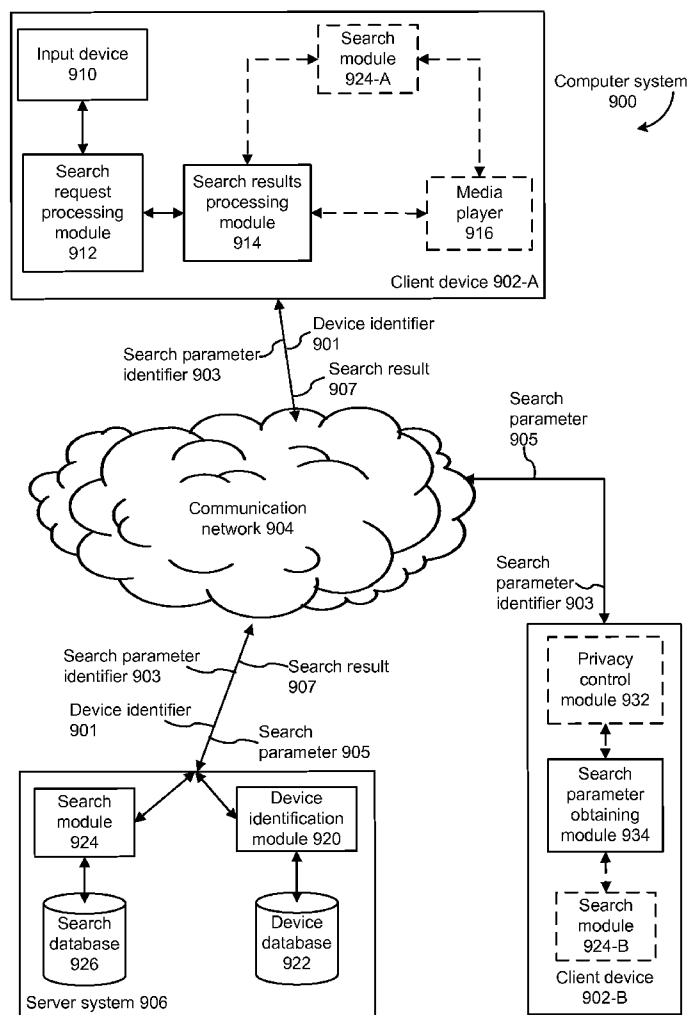 Input device
910
Search
module
924-A
Computer system
900
Search
request
processing
module
912
Search results
processing
module
914
Media
player
916
Client device 902-A
Device identifier
901
Search parameter
identifier 903
Search result
907
Search
parameter
905
Communication
network 904
Search
parameter
identifier 903
Search parameter
identifier 903
Search result
907
Device identifier
901
Search
parameter 905
Privacy
control
module 932
Search
parameter
obtaining
module 934
Search
module
924-B
Client device
902-B
Search
module
924
Device
identification
module 920
Search
database
926
Device
database
922
Server system 906